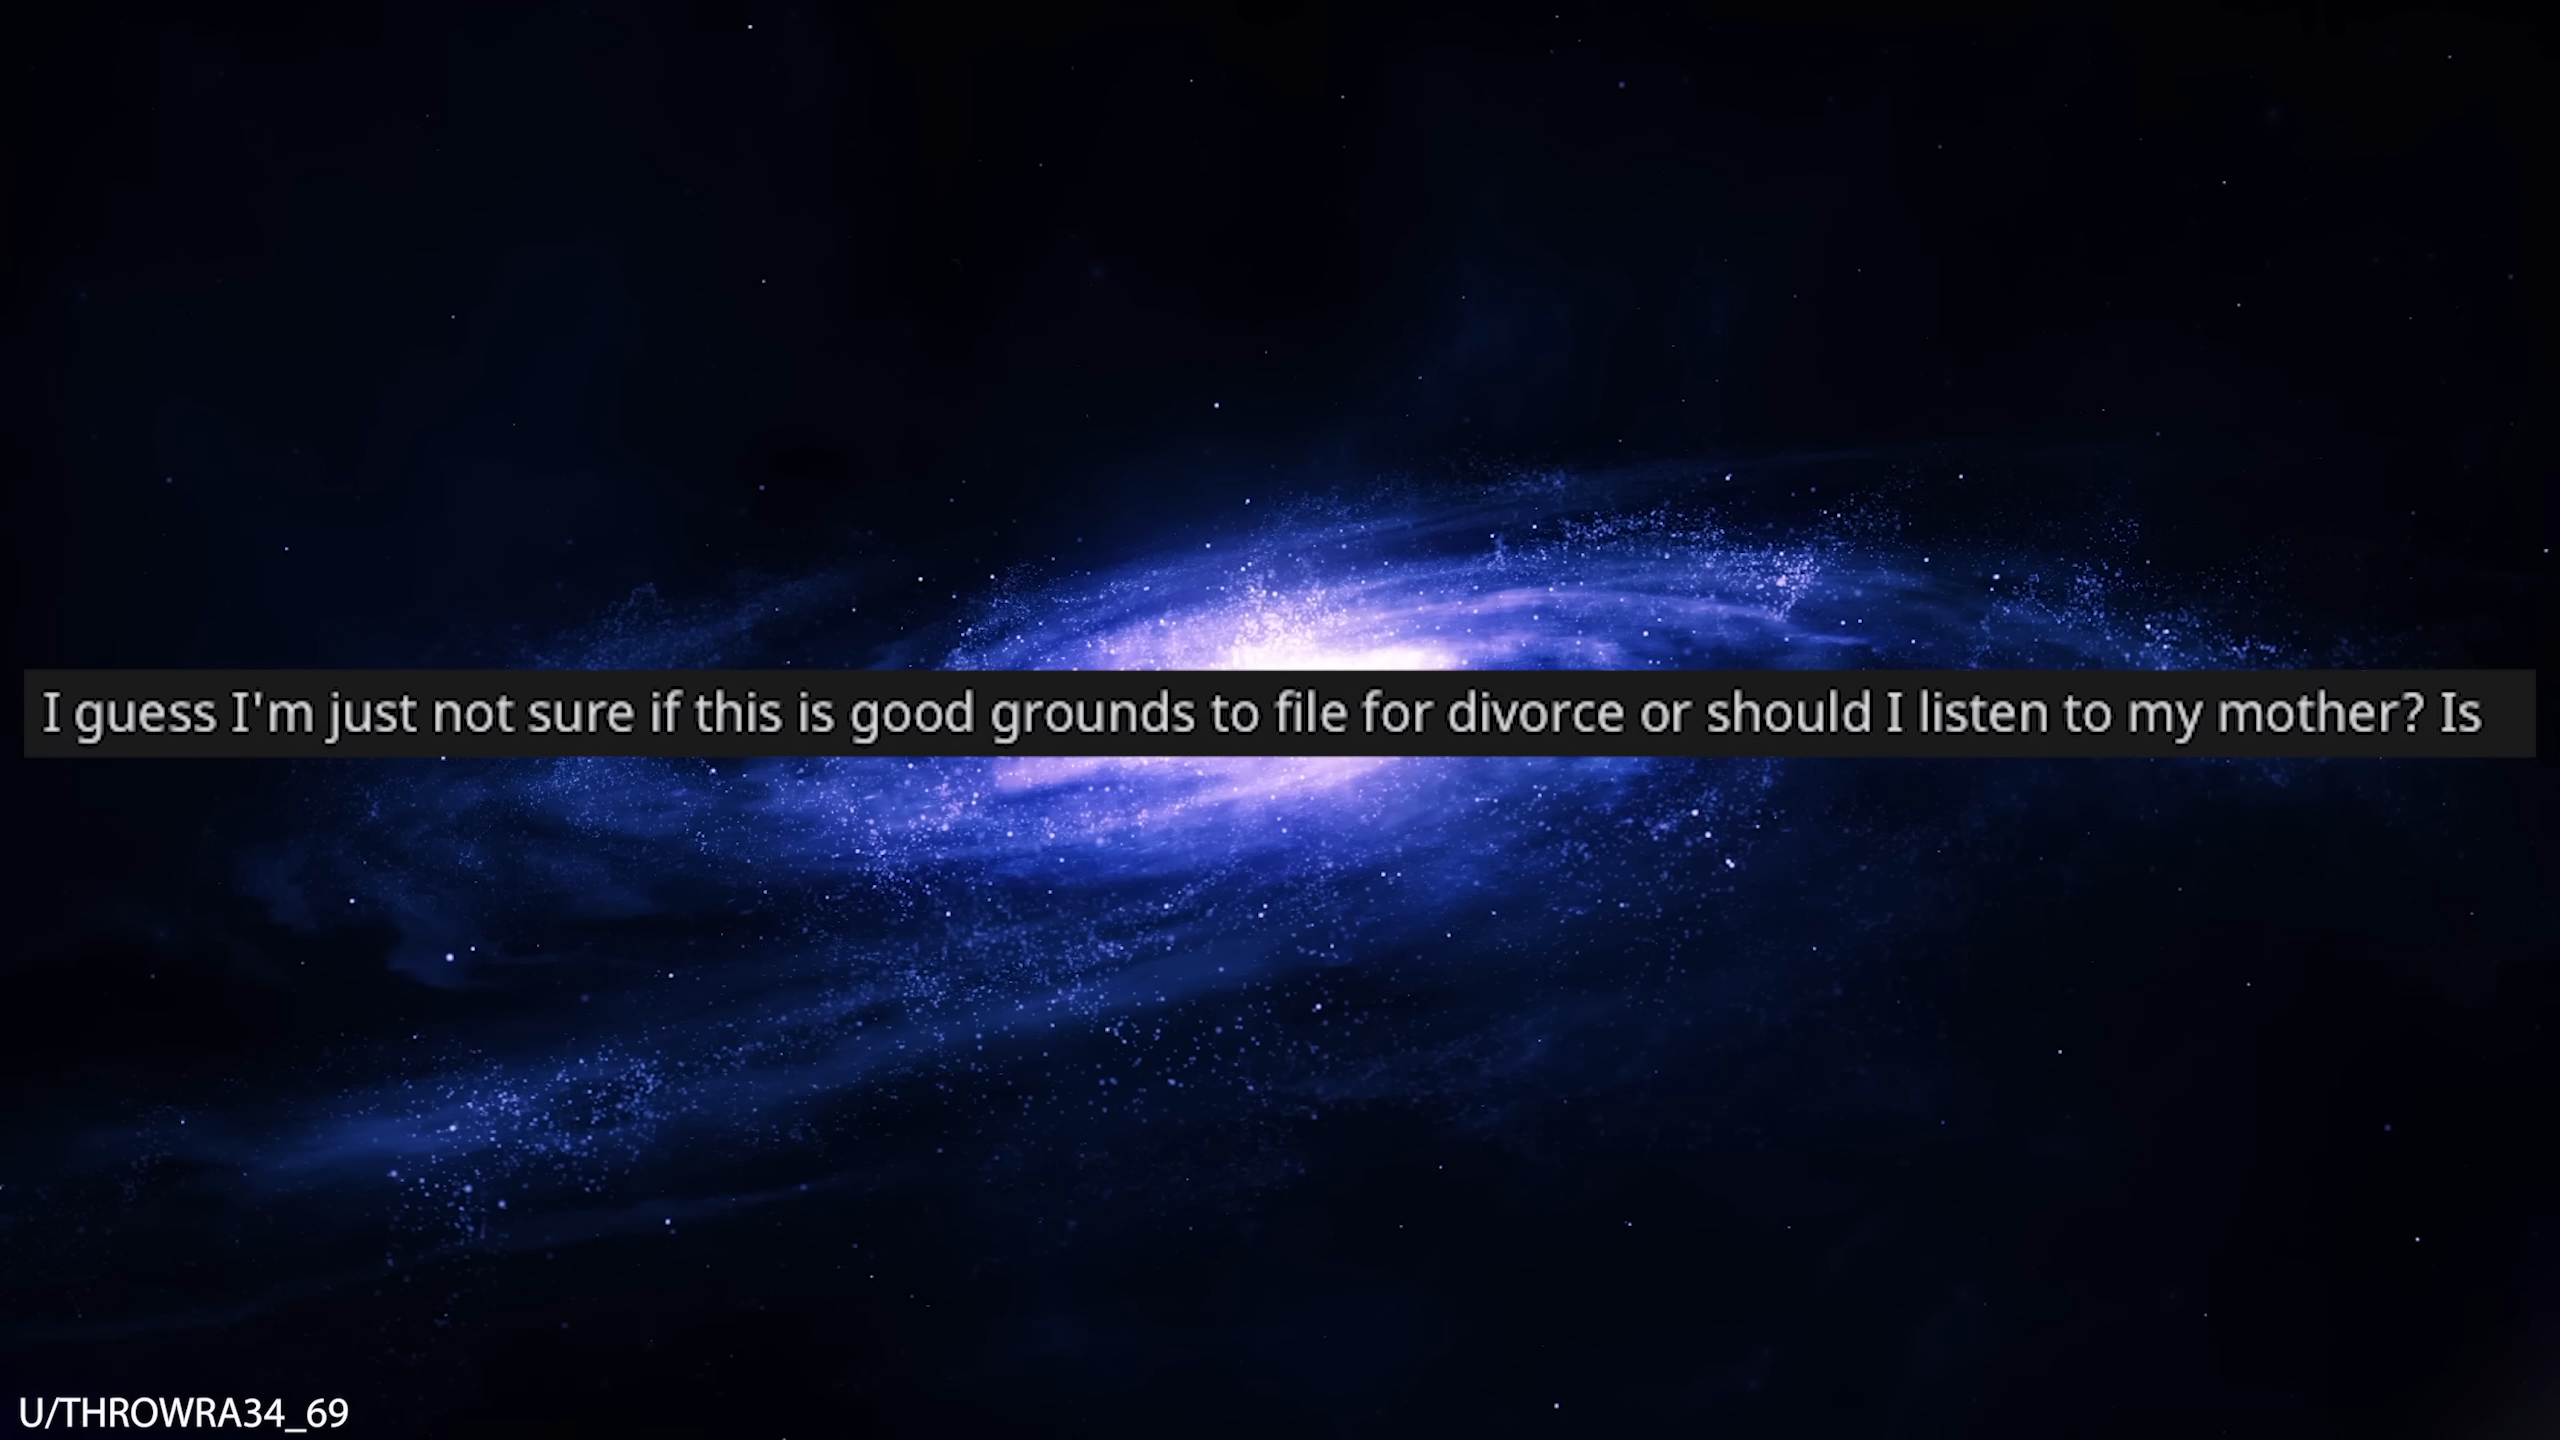 I guess I'm just not sure if this is good grounds to file for divorce or should I listen to my mother? Is
U/THROWRA34_69